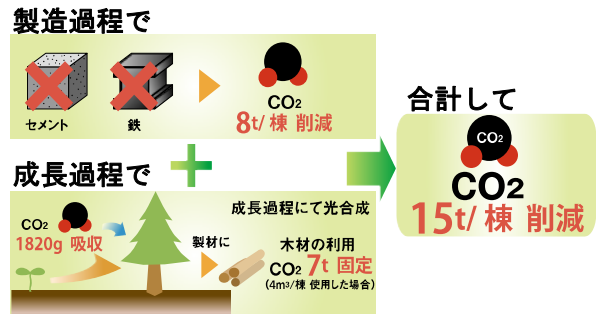 製造過程で
セメント
鉄
CO2
8t/棟 削減
成長過程で
CO2
1820g 吸収
製材に
成長過程にて光合成
木材の利用
CO2 7t 固定
(4m3/棟 使用した場合)
合計して
CO2
CO2
15t/棟 削減